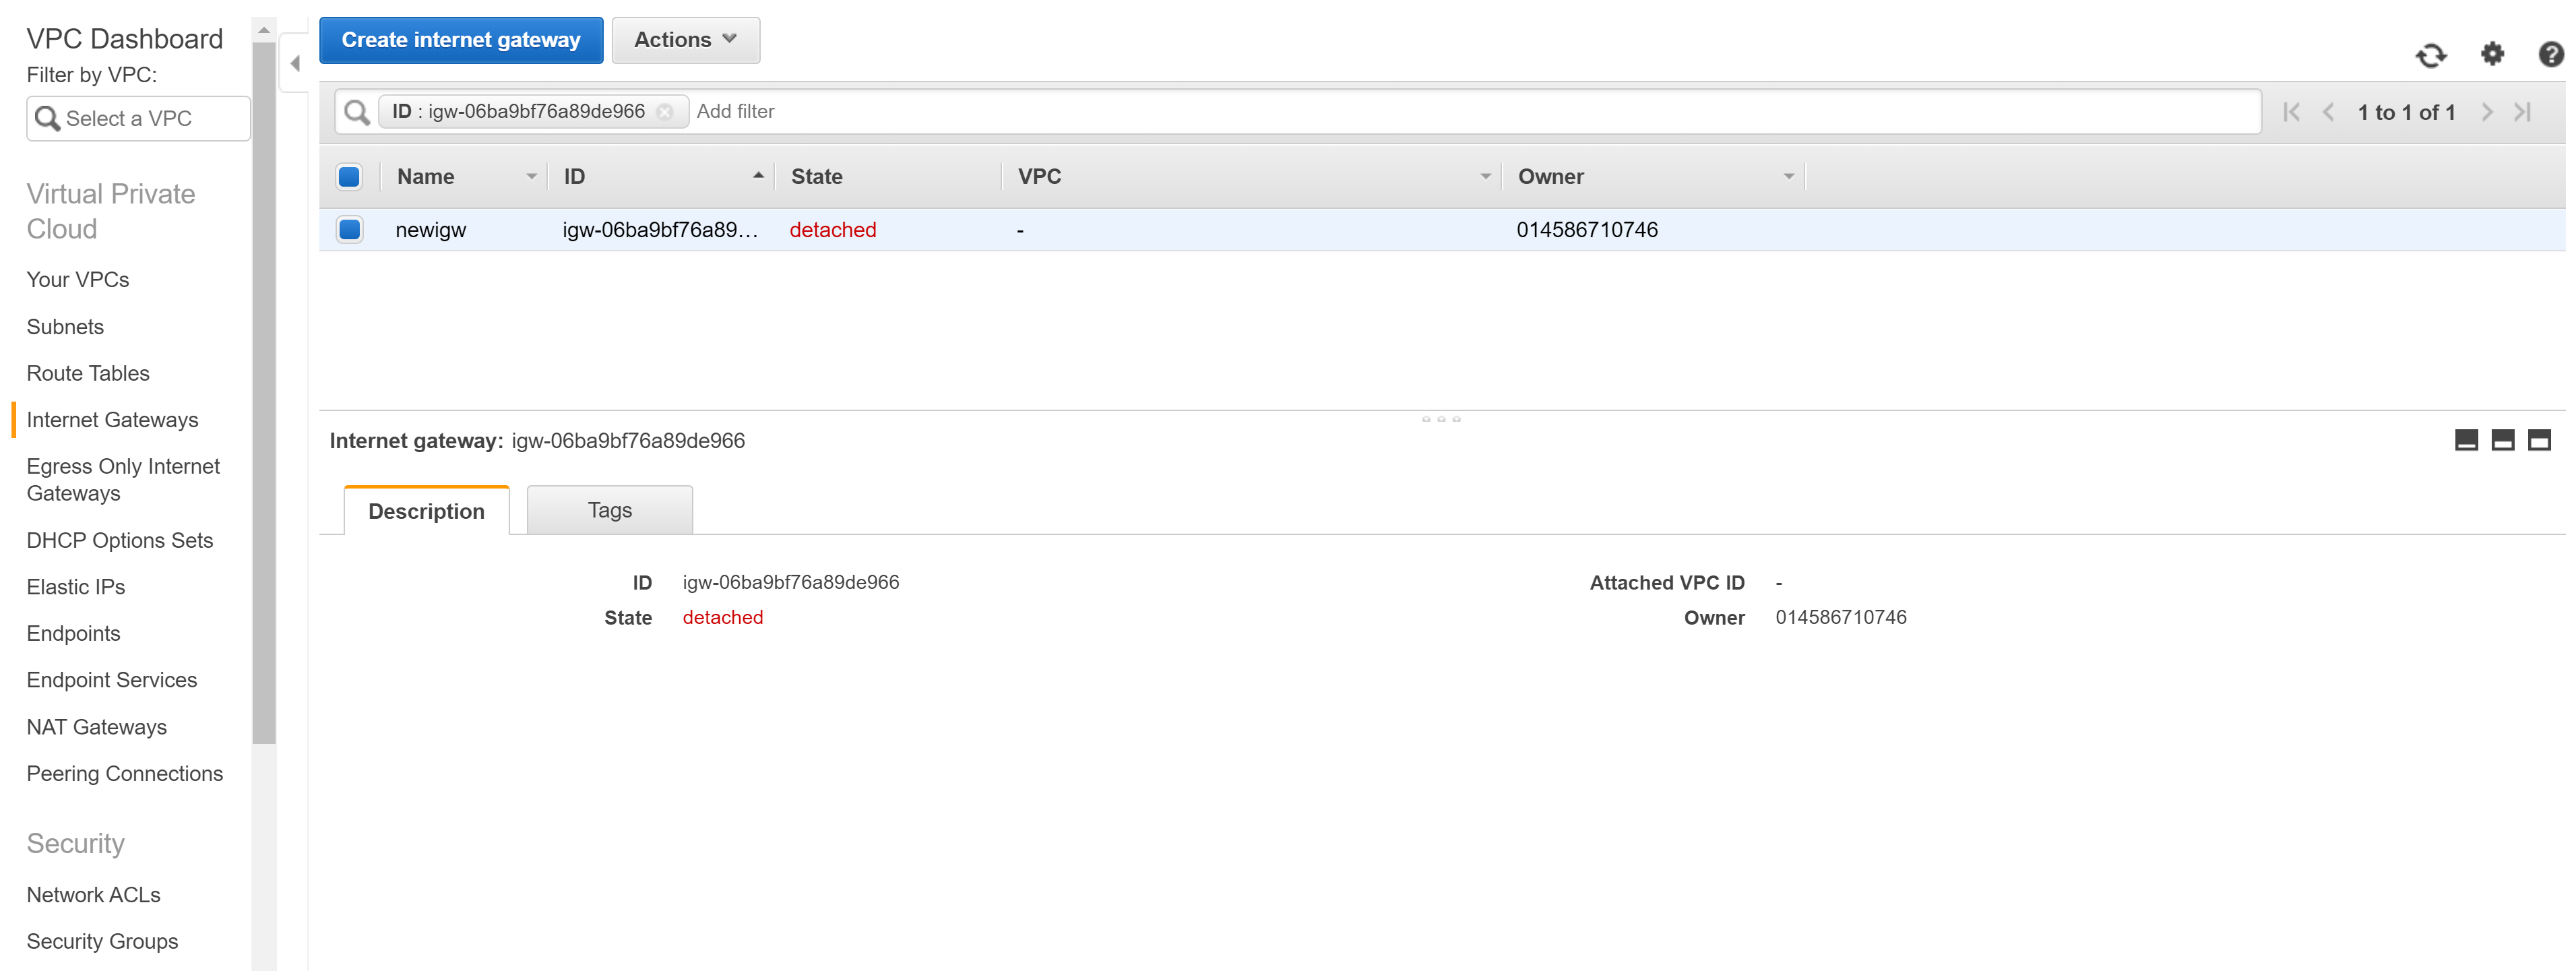 VPC Dashboard
Filter by VPC:
Select a VPC
Virtual Private
Cloud
Your VPCs
Subnets
Route Tables
Internet Gateways
Egress Only Internet
Gateways
DHCP Options Sets
Elastic IPs
Endpoints
Endpoint Services
NAT Gateways
Peering Connections
Security
Network ACLs
Security Groups
Create internet gateway Actions
ID : igw-06ba9bf76a89de966 Add filter 1 to 1 of 1
Name ID State VPC Owner
newigw igw-06ba9bf76a89… detached - 014586710746
Internet gateway: igw-06ba9bf76a89de966
Description Tags
ID igw-06ba9bf76a89de966 Attached VPC ID -
State detached Owner 014586710746